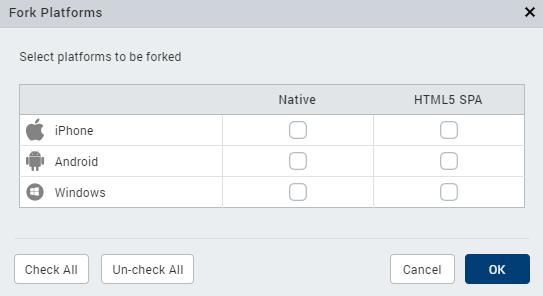 Fork Platforms
Select platforms to be forked
Native HTML5 SPA
iPhone
Android
Windows
Check All Un-check All Cancel OK